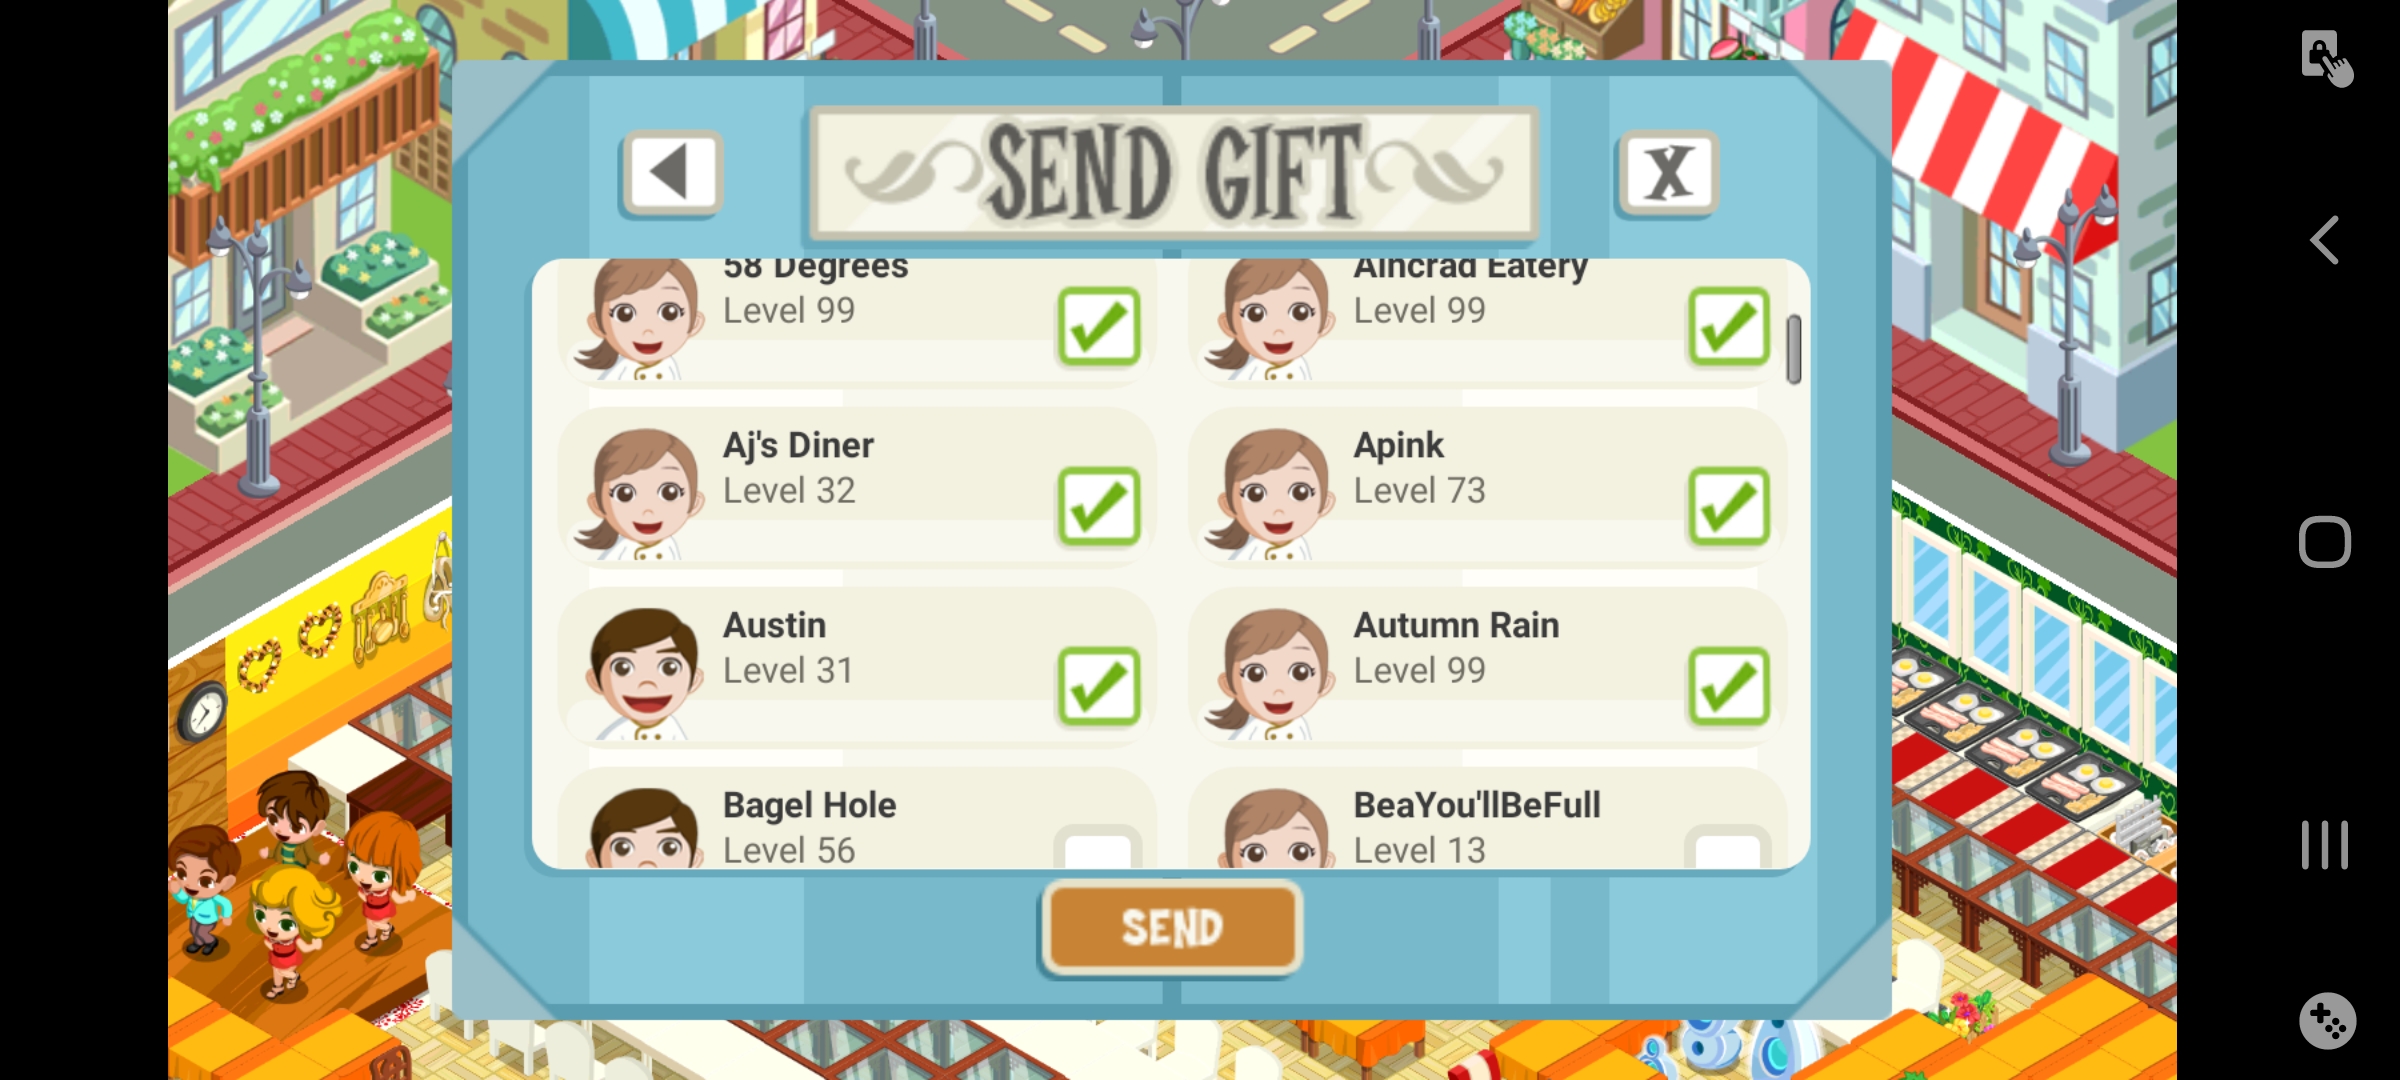 SEND GIFT
X
58 Degrees
Level 99
Aincrad Eatery
Level 99
Aj's Diner
Level 32
Apink
Level 73
Austin
Level 31
Autumn Rain
Level 99
Bagel Hole
Level 56
BeaYou'llBeFull
Level 13
SEND